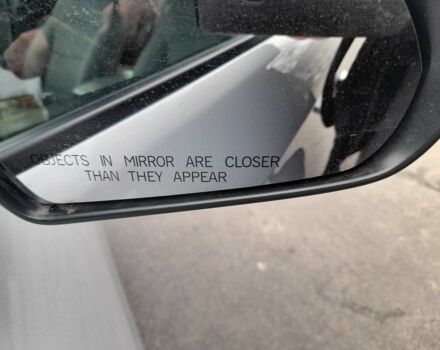 OBJECTS IN MIRROR ARE CLOSER
THAN THEY APPEAR